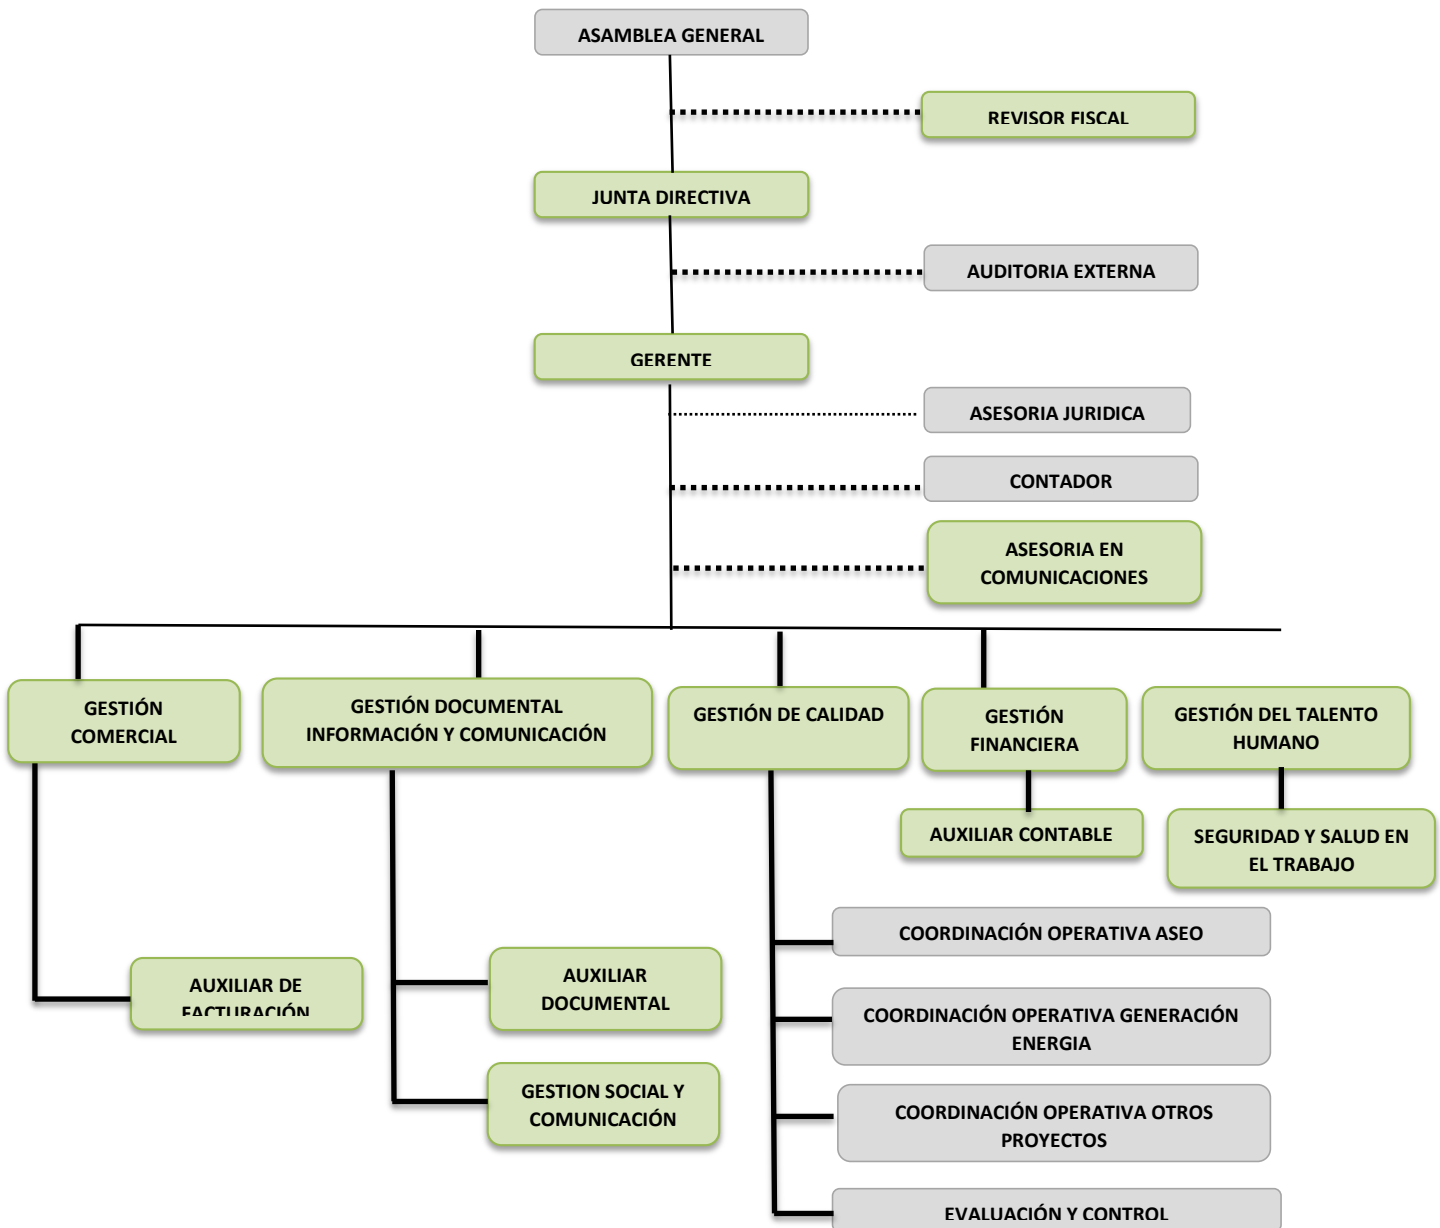 ASAMBLEA GENERAL
REVISOR FISCAL
JUNTA DIRECTIVA
AUDITORIA EXTERNA
GERENTE
ASESORIA JURIDICA
CONTADOR
ASESORIA EN
COMUNICACIONES
GESTIÓN
COMERCIAL
GESTIÓN DOCUMENTAL
INFORMACIÓN Y COMUNICACIÓN
GESTIÓN DE CALIDAD
GESTIÓN
FINANCIERA
GESTIÓN DEL TALENTO
HUMANO
AUXILIAR CONTABLE
SEGURIDAD Y SALUD EN
EL TRABAJO
AUXILIAR DE
FACTURACIÓN
AUXILIAR
DOCUMENTAL
GESTION SOCIAL Y
COMUNICACIÓN
COORDINACIÓN OPERATIVA ASEO
COORDINACIÓN OPERATIVA GENERACIÓN
ENERGIA
COORDINACIÓN OPERATIVA OTROS
PROYECTOS
EVALUACIÓN Y CONTROL